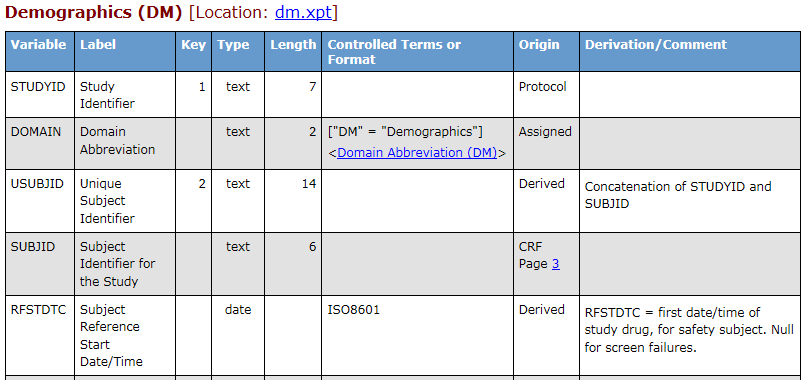 Demographics (DM) [Location: dm.xpt]
Variable Label Key Type Length Controlled Terms or Format Origin Derivation/Comment
STUDYID Study Identifier 1 text 7 Protocol
DOMAIN Domain Abbreviation text 2 ["DM" = "Demographics"] <Domain Abbreviation (DM)> Assigned
USUBJID Unique Subject Identifier 2 text 14 Derived Concatenation of STUDYID and SUBJID
SUBJID Subject Identifier for the Study text 6 CRF Page 3
RFSTDTC Subject Reference Start Date/Time date ISO8601 Derived RFSTDTC = first date/time of study drug, for safety subject. Null for screen failures.